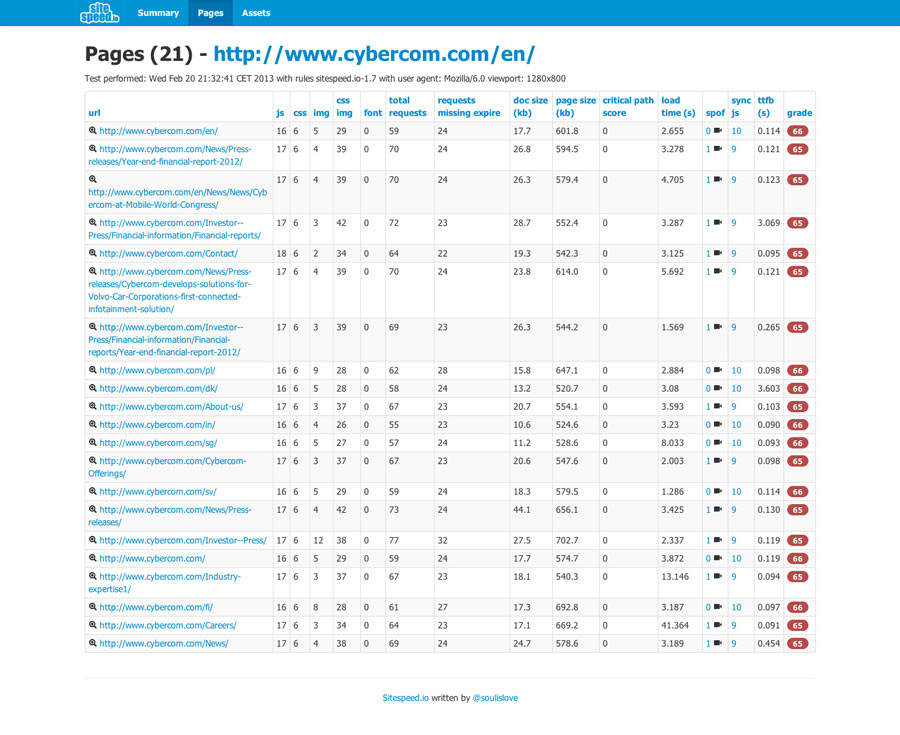 site speed.io Summary Pages Assets
Pages (21) - http://www.cybercom.com/en/
Test performed: Wed Feb 20 21:32:41 CET 2013 with rules sitespeed.io-1.7 with user agent: Mozilla/6.0 viewport: 1280x800
url js css img css img font total requests requests missing expire doc size (kb) page size (kb) critical path score load time (s) spof sync js ttfb (s) grade
http://www.cybercom.com/en/ 16 6 5 29 0 59 24 17.7 601.8 0 2.655 0 10 0.114 66
http://www.cybercom.com/News/Press- 17 6 4 39 0 70 24 26.8 594.5 0 3.278 1 9 0.121 65
releases/Year-end-financial-report-2012/
17 6 4 39 0 70 24 26.3 579.4 0 4.705 1 9 0.123 65
http://www.cybercom.com/en/News/News/Cyb
ercom-at-Mobile-World-Congress/
http://www.cybercom.com/Investor-- 17 6 3 42 0 72 23 28.7 552.4 0 3.287 1 9 3.069 65
Press/Financial-information/Financial-reports/
http://www.cybercom.com/Contact/ 18 6 2 34 0 64 22 19.3 542.3 0 3.125 1 9 0.095 65
http://www.cybercom.com/News/Press- 17 6 4 39 0 70 24 23.8 614.0 0 5.692 1 9 0.121 65
releases/Cybercom-develops-solutions-for-
Volvo-Car-Corporations-first-connected-
infotainment-solution/
http://www.cybercom.com/Investor-- 17 6 3 39 0 69 23 26.3 544.2 0 1.569 1 9 0.265 65
Press/Financial-information/Financial-
reports/Year-end-financial-report-2012/
http://www.cybercom.com/pl/ 16 6 9 28 0 62 28 15.8 647.1 0 2.884 0 10 0.098 66
http://www.cybercom.com/dk/ 16 6 5 28 0 58 24 13.2 520.7 0 3.08 0 10 3.603 66
http://www.cybercom.com/About-us/ 17 6 3 37 0 67 23 20.7 554.1 0 3.593 1 9 0.103 65
http://www.cybercom.com/in/ 16 6 4 26 0 55 23 10.6 524.6 0 3.23 0 10 0.090 66
http://www.cybercom.com/sg/ 16 6 5 27 0 57 24 11.2 528.6 0 8.033 0 10 0.093 66
http://www.cybercom.com/Cybercom- 17 6 3 37 0 67 23 20.6 547.6 0 2.003 1 9 0.098 65
Offerings/
http://www.cybercom.com/sv/ 16 6 5 29 0 59 24 18.3 579.5 0 1.286 0 10 0.114 66
http://www.cybercom.com/News/Press- 17 6 4 42 0 73 24 44.1 656.1 0 3.425 1 9 0.130 65
releases/
http://www.cybercom.com/Investor--Press/ 17 6 12 38 0 77 32 27.5 702.7 0 2.337 1 9 0.119 65
http://www.cybercom.com/ 16 6 5 29 0 59 24 17.7 574.7 0 3.872 0 10 0.119 66
http://www.cybercom.com/Industry- 17 6 3 37 0 67 23 18.1 540.3 0 13.146 1 9 0.094 65
expertise1/
http://www.cybercom.com/fi/ 16 6 8 28 0 61 27 17.3 692.8 0 3.187 0 10 0.097 66
http://www.cybercom.com/Careers/ 17 6 3 34 0 64 23 17.1 669.2 0 41.364 1 9 0.091 65
http://www.cybercom.com/News/ 17 6 4 38 0 69 24 24.7 578.6 0 3.189 1 9 0.454 65
Sitespeed.io written by @soulislove